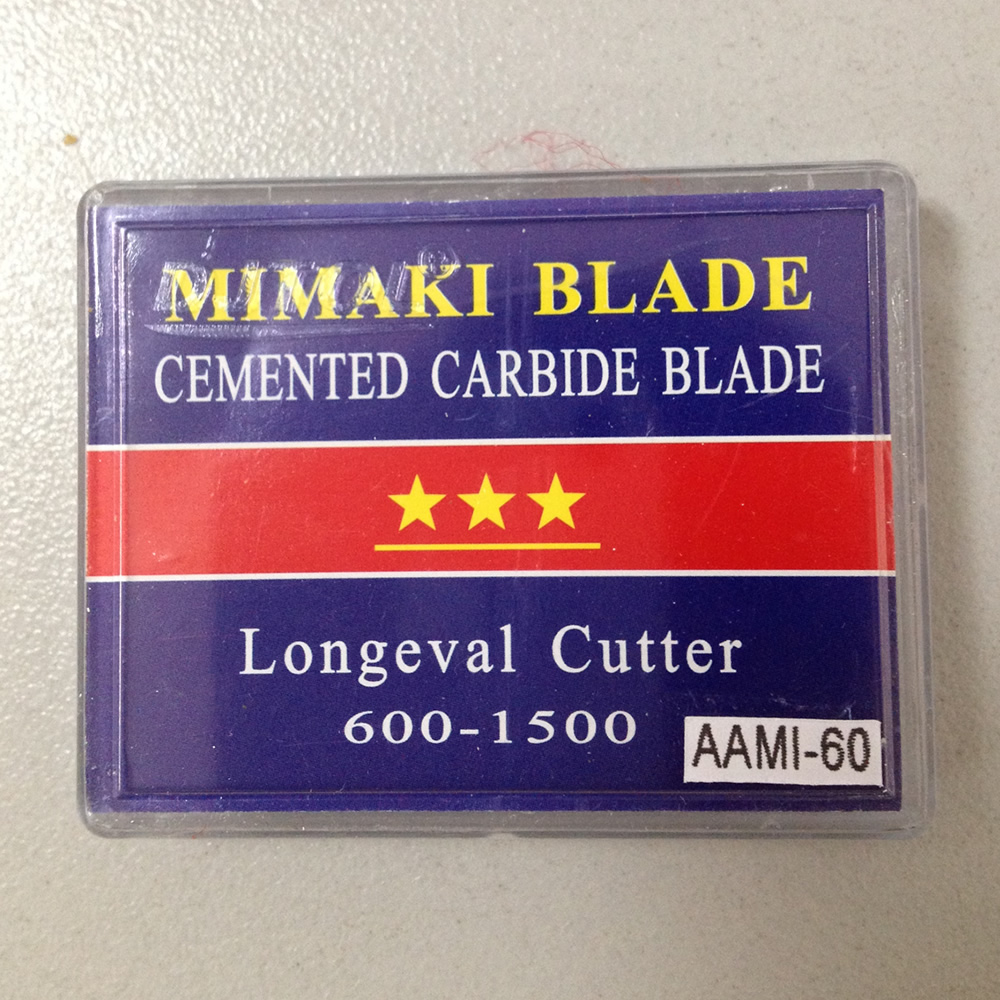 MIMAKI BLADE
CEMENTED CARBIDE BLADE
Longeval Cutter
600-1500
AAMI-60